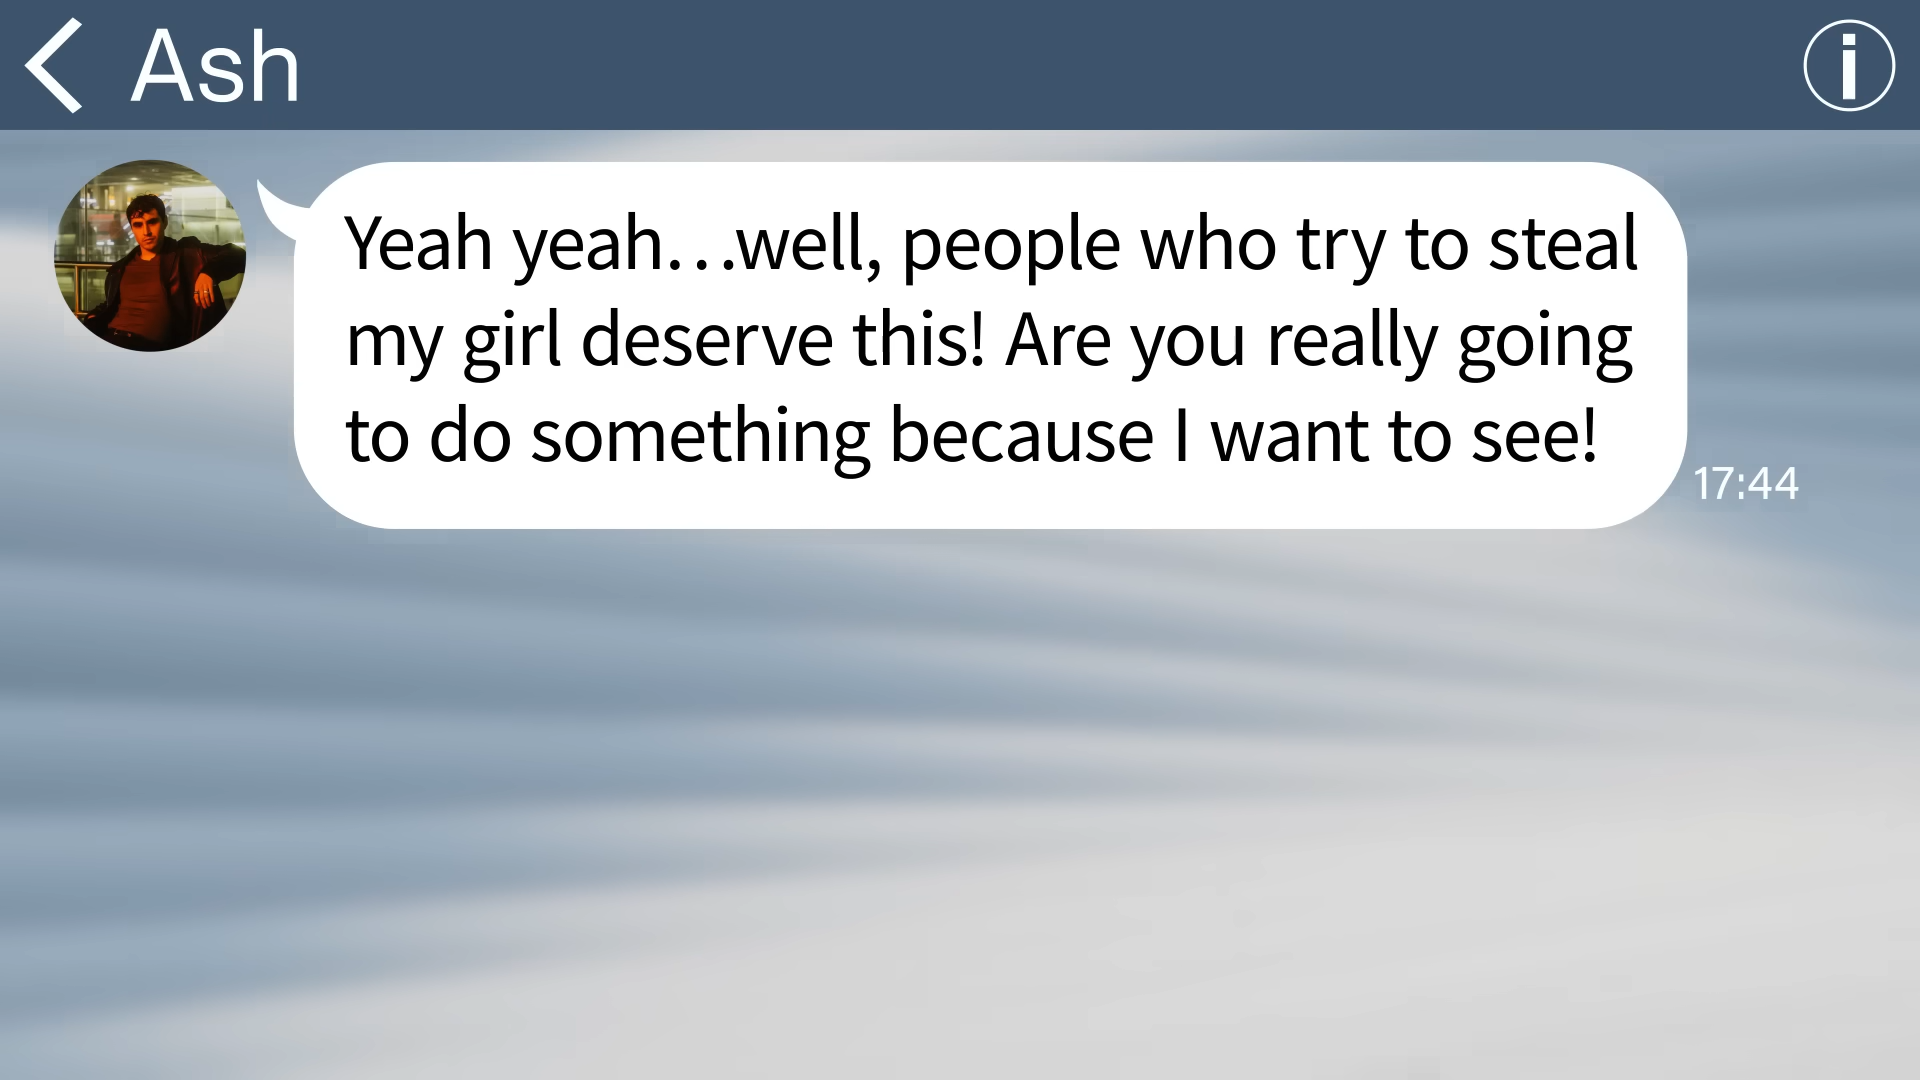 Ash
Yeah yeah…well, people who try to steal
my girl deserve this! Are you really going
to do something because I want to see!
17:44